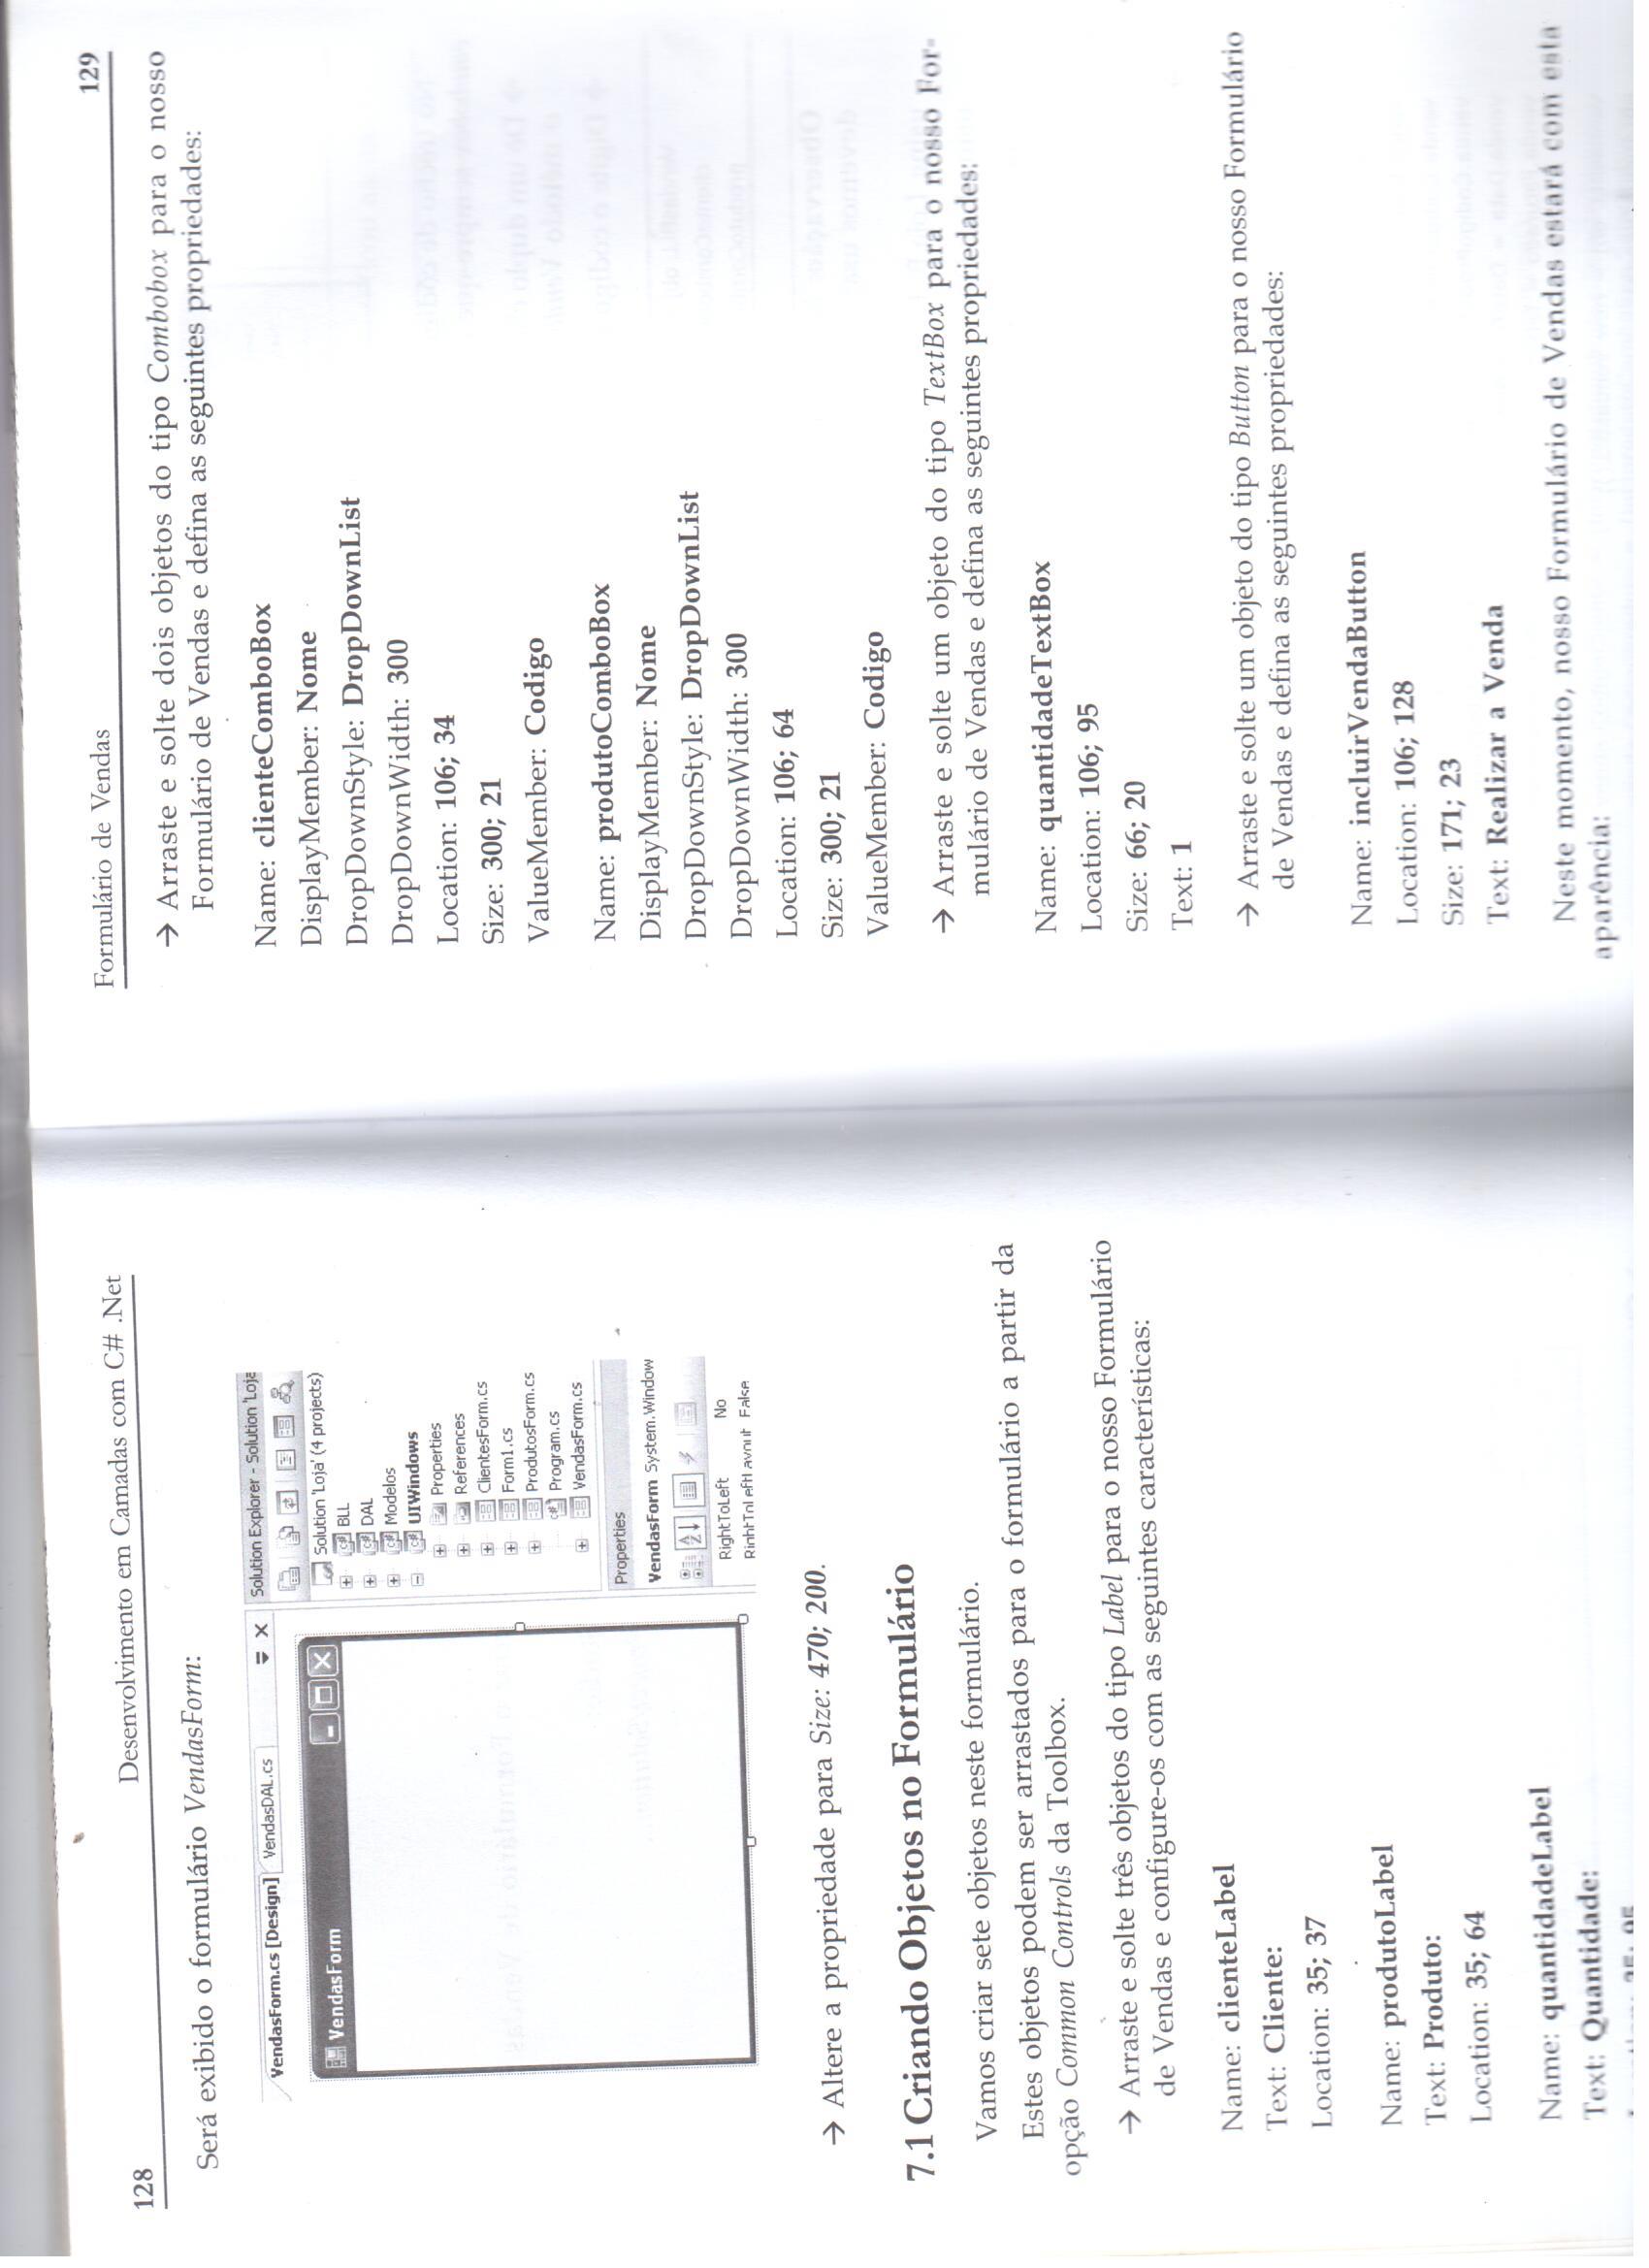 128
Desenvolvimento em Camadas com C# .Net
Será exibido o formulário VendasForm:
VendasForm.cs [Design] VendasDAL.cs
VendasForm
Solution Explorer - Solution 'Loja
Solution 'Loja' (4 projects)
BLL
DAL
Modelos
UIWindows
Properties
References
ClientesForm.cs
Form1.cs
ProdutosForm.cs
Program.cs
VendasForm.cs
Properties
VendasForm System.Window
RightToLeft No
RightToLeftLayout False
→ Altere a propriedade para Size: 470; 200.
7.1 Criando Objetos no Formulário
Vamos criar sete objetos neste formulário.
Estes objetos podem ser arrastados para o formulário a partir da
opção Common Controls da Toolbox.
→ Arraste e solte três objetos do tipo Label para o nosso Formulário
de Vendas e configure-os com as seguintes características:
Name: clienteLabel
Text: Cliente:
Location: 35; 37
Name: produtoLabel
Text: Produto:
Location: 35; 64
Name: quantidadeLabel
Text: Quantidade:
Location: 35; 95
Formulário de Vendas
129
→ Arraste e solte dois objetos do tipo Combobox para o nosso
Formulário de Vendas e defina as seguintes propriedades:
Name: clienteComboBox
DisplayMember: Nome
DropDownStyle: DropDownList
DropDownWidth: 300
Location: 106; 34
Size: 300; 21
ValueMember: Codigo
Name: produtoComboBox
DisplayMember: Nome
DropDownStyle: DropDownList
DropDownWidth: 300
Location: 106; 64
Size: 300; 21
ValueMember: Codigo
→ Arraste e solte um objeto do tipo TextBox para o nosso For-
mulário de Vendas e defina as seguintes propriedades:
Name: quantidadeTextBox
Location: 106; 95
Size: 66; 20
Text: 1
→ Arraste e solte um objeto do tipo Button para o nosso Formulário
de Vendas e defina as seguintes propriedades:
Name: incluirVendaButton
Location: 106; 128
Size: 171; 23
Text: Realizar a Venda
Neste momento, nosso Formulário de Vendas estará com esta
aparência: